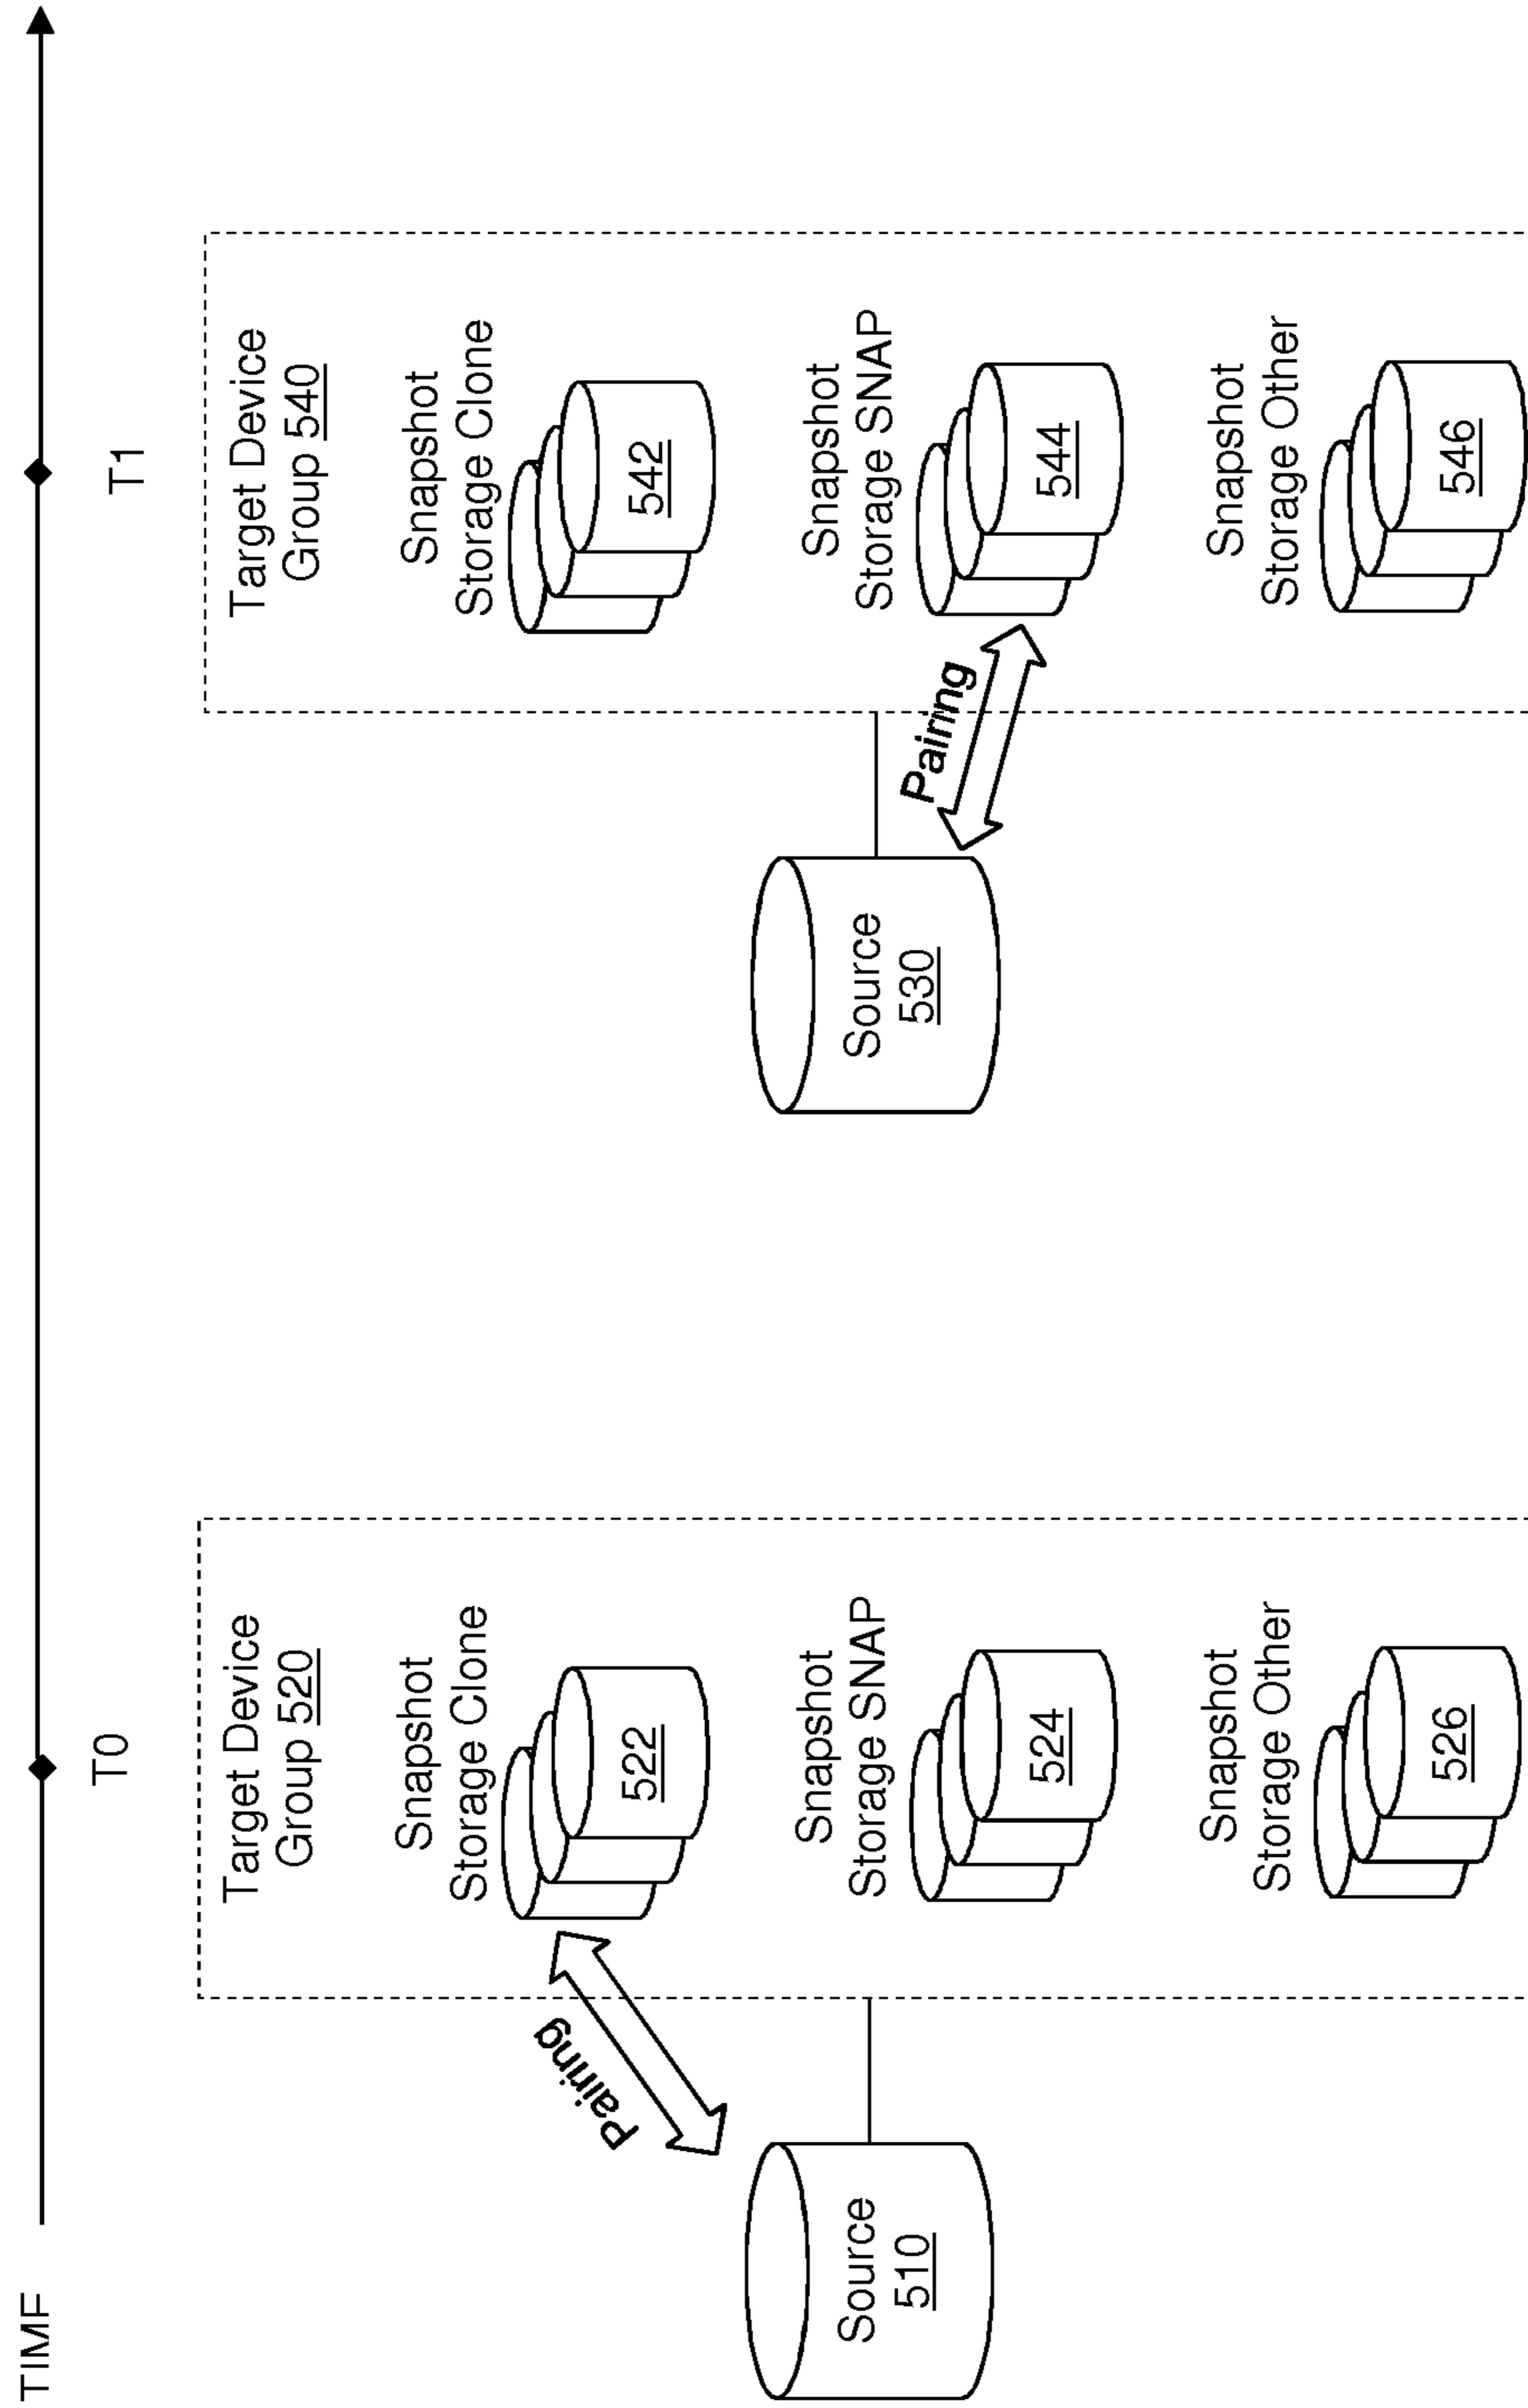 TIME
T0
T1
Target Device
Group 520
Snapshot
Storage Clone
522
Pairing
Snapshot
Storage SNAP
524
Source
510
Snapshot
Storage Other
526
Target Device
Group 540
Snapshot
Storage Clone
542
Snapshot
Storage SNAP
544
Pairing
Source
530
Snapshot
Storage Other
546